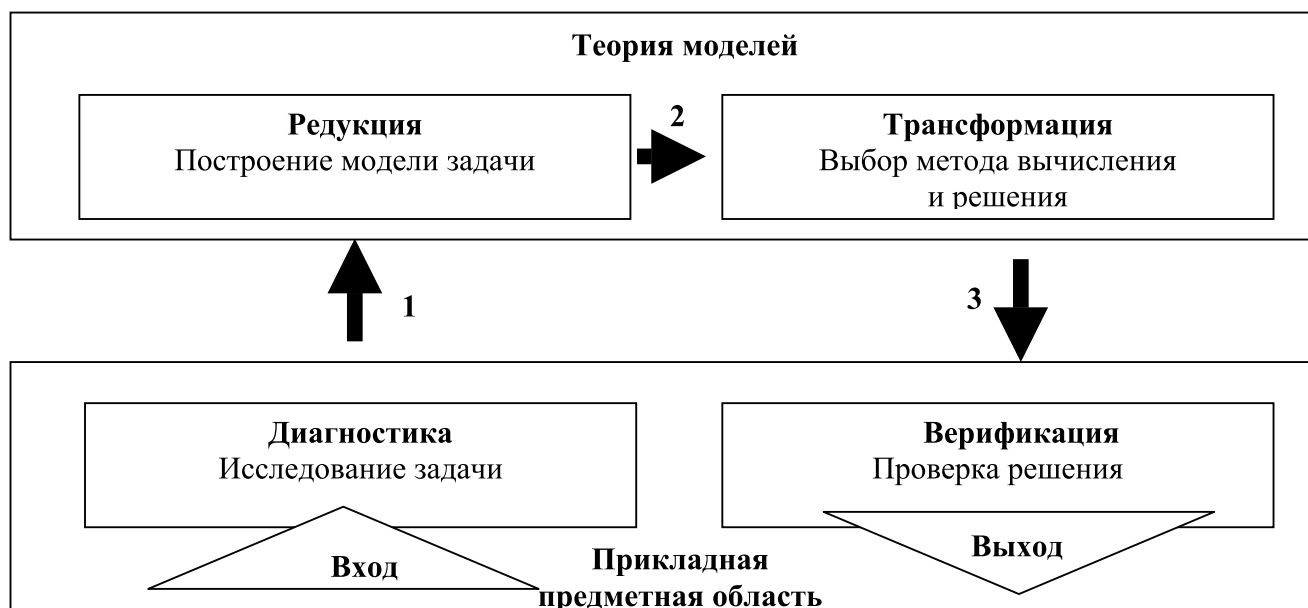 Теория моделей
Редукция
Построение модели задачи
2
Трансформация
Выбор метода вычисления
и решения
1
3
Диагностика
Исследование задачи
Верификация
Проверка решения
Вход
Прикладная
предметная область
Выход